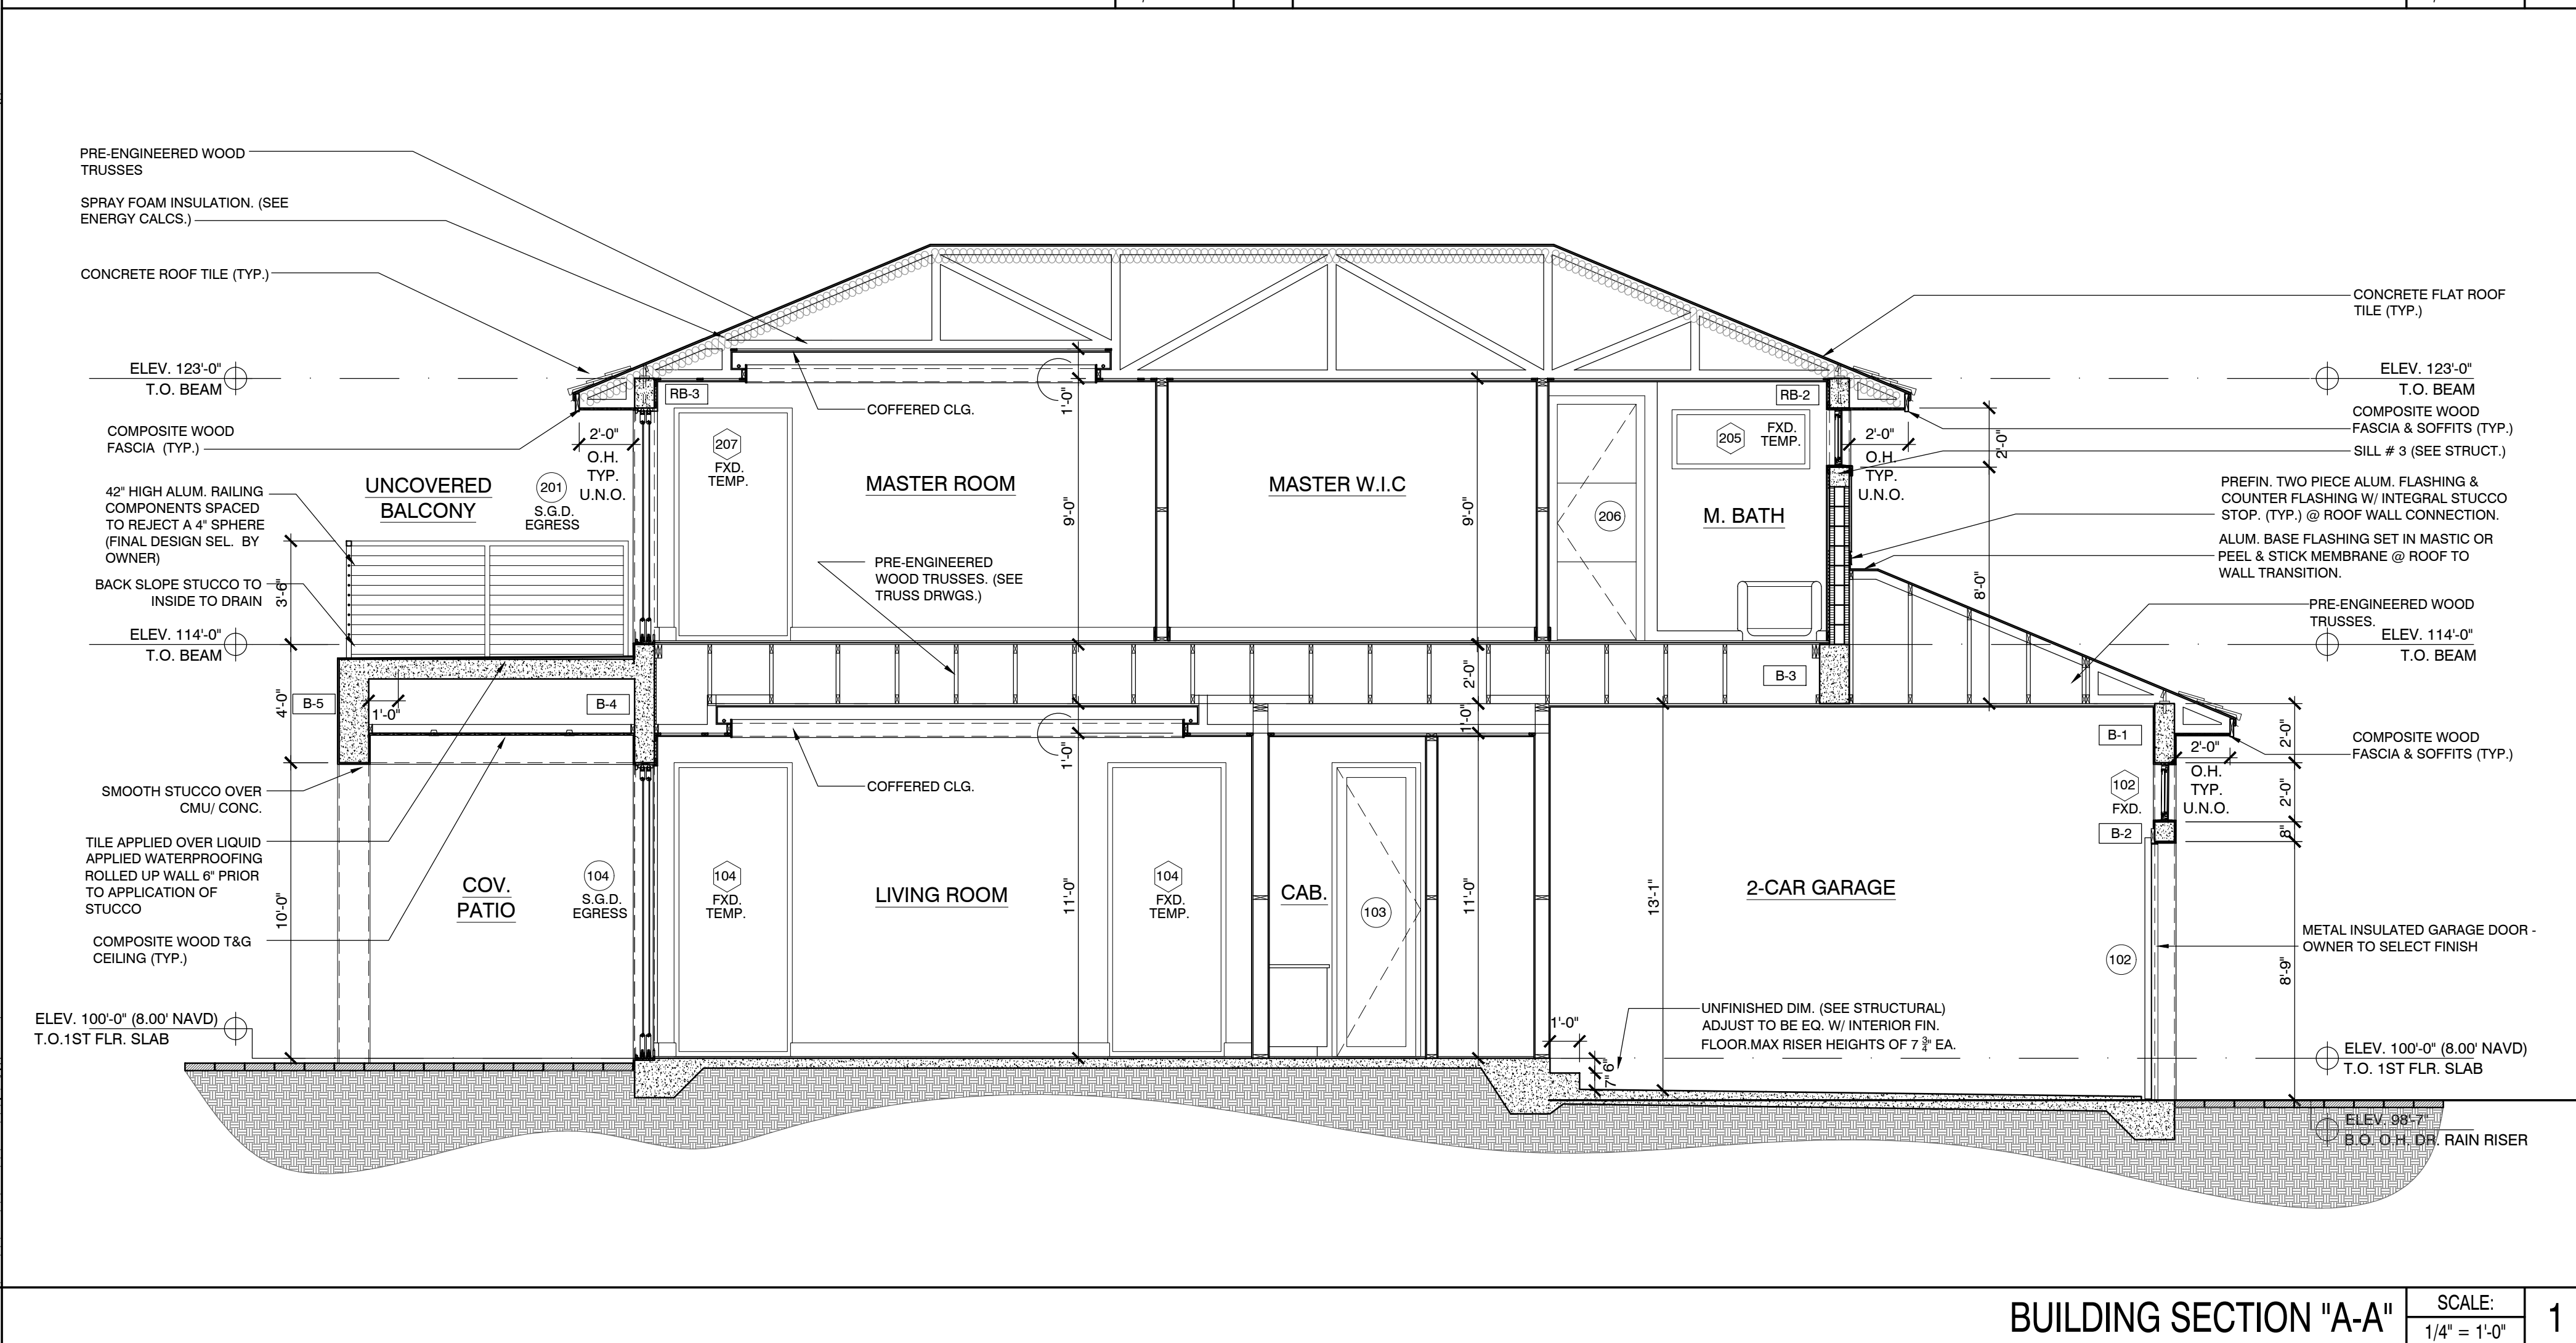 PRE-ENGINEERED WOOD
TRUSSES
SPRAY FOAM INSULATION. (SEE
ENERGY CALCS.)
CONCRETE ROOF TILE (TYP.)
ELEV. 123'-0"
T.O. BEAM
COMPOSITE WOOD
FASCIA (TYP.)
42" HIGH ALUM. RAILING
COMPONENTS SPACED
TO REJECT A 4" SPHERE
(FINAL DESIGN SEL. BY
OWNER)
BACK SLOPE STUCCO TO
INSIDE TO DRAIN
3'-6"
ELEV. 114'-0"
T.O. BEAM
4'-0"
B-5
1'-0"
B-4
SMOOTH STUCCO OVER
CMU/ CONC.
TILE APPLIED OVER LIQUID
APPLIED WATERPROOFING
ROLLED UP WALL 6" PRIOR
TO APPLICATION OF
STUCCO
COMPOSITE WOOD T&G
CEILING (TYP.)
10'-0"
ELEV. 100'-0" (8.00' NAVD)
T.O.1ST FLR. SLAB
UNCOVERED
BALCONY
201
S.G.D.
EGRESS
2'-0"
O.H.
TYP.
U.N.O.
RB-3
207
FXD.
TEMP.
COFFERED CLG.
1'-0"
MASTER ROOM
9'-0"
PRE-ENGINEERED
WOOD TRUSSES. (SEE
TRUSS DRWGS.)
MASTER W.I.C
9'-0"
206
RB-2
205
FXD.
TEMP.
M. BATH
2'-0"
O.H.
TYP.
U.N.O.
2'-0"
8'-0"
CONCRETE FLAT ROOF
TILE (TYP.)
ELEV. 123'-0"
T.O. BEAM
COMPOSITE WOOD
FASCIA & SOFFITS (TYP.)
SILL # 3 (SEE STRUCT.)
PREFIN. TWO PIECE ALUM. FLASHING &
COUNTER FLASHING W/ INTEGRAL STUCCO
STOP. (TYP.) @ ROOF WALL CONNECTION.
ALUM. BASE FLASHING SET IN MASTIC OR
PEEL & STICK MEMBRANE @ ROOF TO
WALL TRANSITION.
PRE-ENGINEERED WOOD
TRUSSES.
ELEV. 114'-0"
T.O. BEAM
2'-0"
1'-0"
B-3
COV.
PATIO
104
S.G.D.
EGRESS
104
FXD.
TEMP.
COFFERED CLG.
1'-0"
LIVING ROOM
11'-0"
104
FXD.
TEMP.
CAB.
103
11'-0"
13'-1"
2-CAR GARAGE
B-1
102
FXD.
B-2
102
2'-0"
O.H.
TYP.
U.N.O.
2'-0"
2'-0"
8"
8'-9"
COMPOSITE WOOD
FASCIA & SOFFITS (TYP.)
METAL INSULATED GARAGE DOOR -
OWNER TO SELECT FINISH
1'-0"
6"
7"
UNFINISHED DIM. (SEE STRUCTURAL)
ADJUST TO BE EQ. W/ INTERIOR FIN.
FLOOR.MAX RISER HEIGHTS OF 7 3/4" EA.
ELEV. 100'-0" (8.00' NAVD)
T.O. 1ST FLR. SLAB
ELEV. 98'-7"
B.O. O.H. DR. RAIN RISER
BUILDING SECTION "A-A"
SCALE:
1/4" = 1'-0"
1